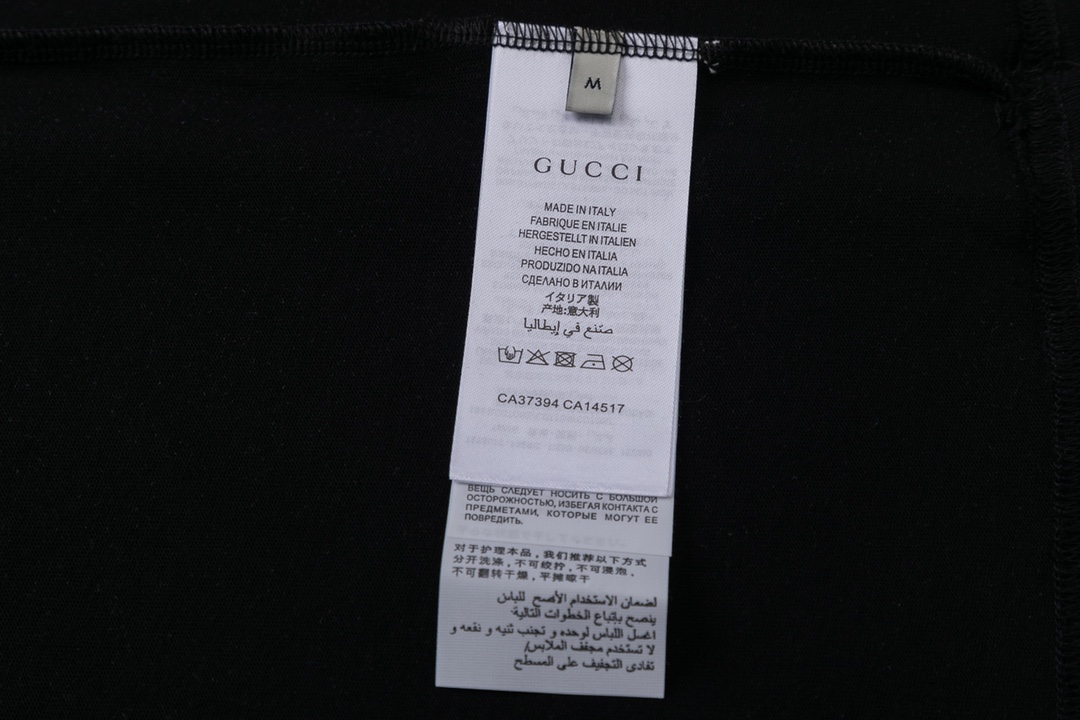 M
GUCCI
MADE IN ITALY
FABRIQUE EN ITALIE
HERGESTELLT IN ITALIEN
HECHO EN ITALIA
PRODUZIDO NA ITALIA
СДЕЛАНО В ИТАЛИИ
イタリア製
产地:意大利
صتنع في إيطاليا
CA37394 CA14517
ВЕЩЬ СЛЕДУЕТ НОСИТЬ С БОЛЬШОЙ
ОСТОРОЖНОСТЬЮ, ИЗБЕГАЯ КОНТАКТА С
ПРЕДМЕТАМИ, КОТОРЫЕ МОГУТ ЕЕ
ПОВРЕДИТЬ.
对于护理本品，我们推荐以下方式
分开洗涤，不可绞拧，不可浸泡，
不可翻转干燥，平摊晾干
لضمان الاستخدام الأصح للباس
ينصح بإتباع الخطوات التالية:
اغسل اللباس لوحده و تجنب ثنيه و نقعه و
لا تستخدم مجفف الملابس/
تفادى التجفيف على المسطح